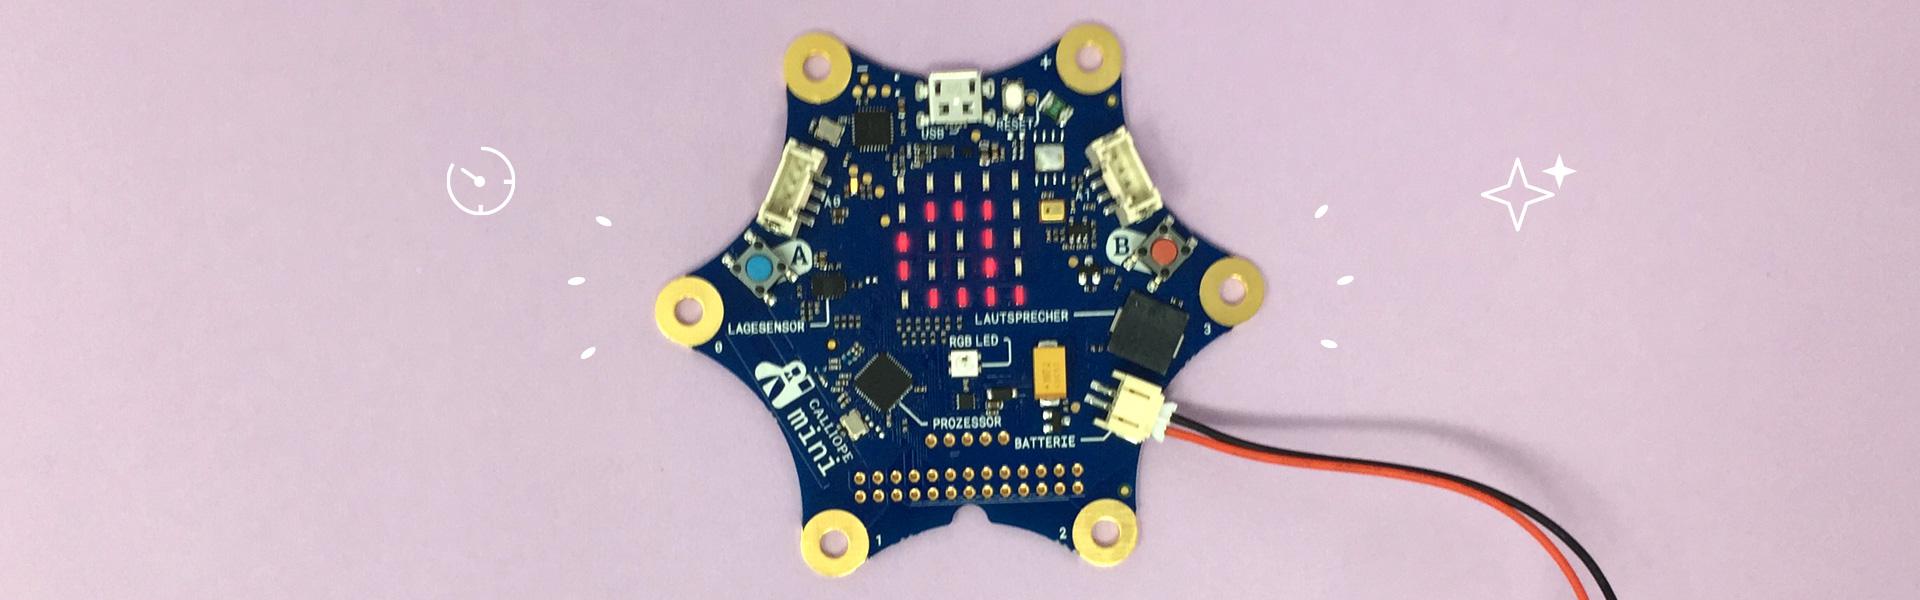 +
USB
RESET
A0
A1
A
B
LAGESENSOR
LAUTSPRECHER
0
3
RGB LED
CALLIOPE
mini
PROZESSOR
BATTERIE
1
2